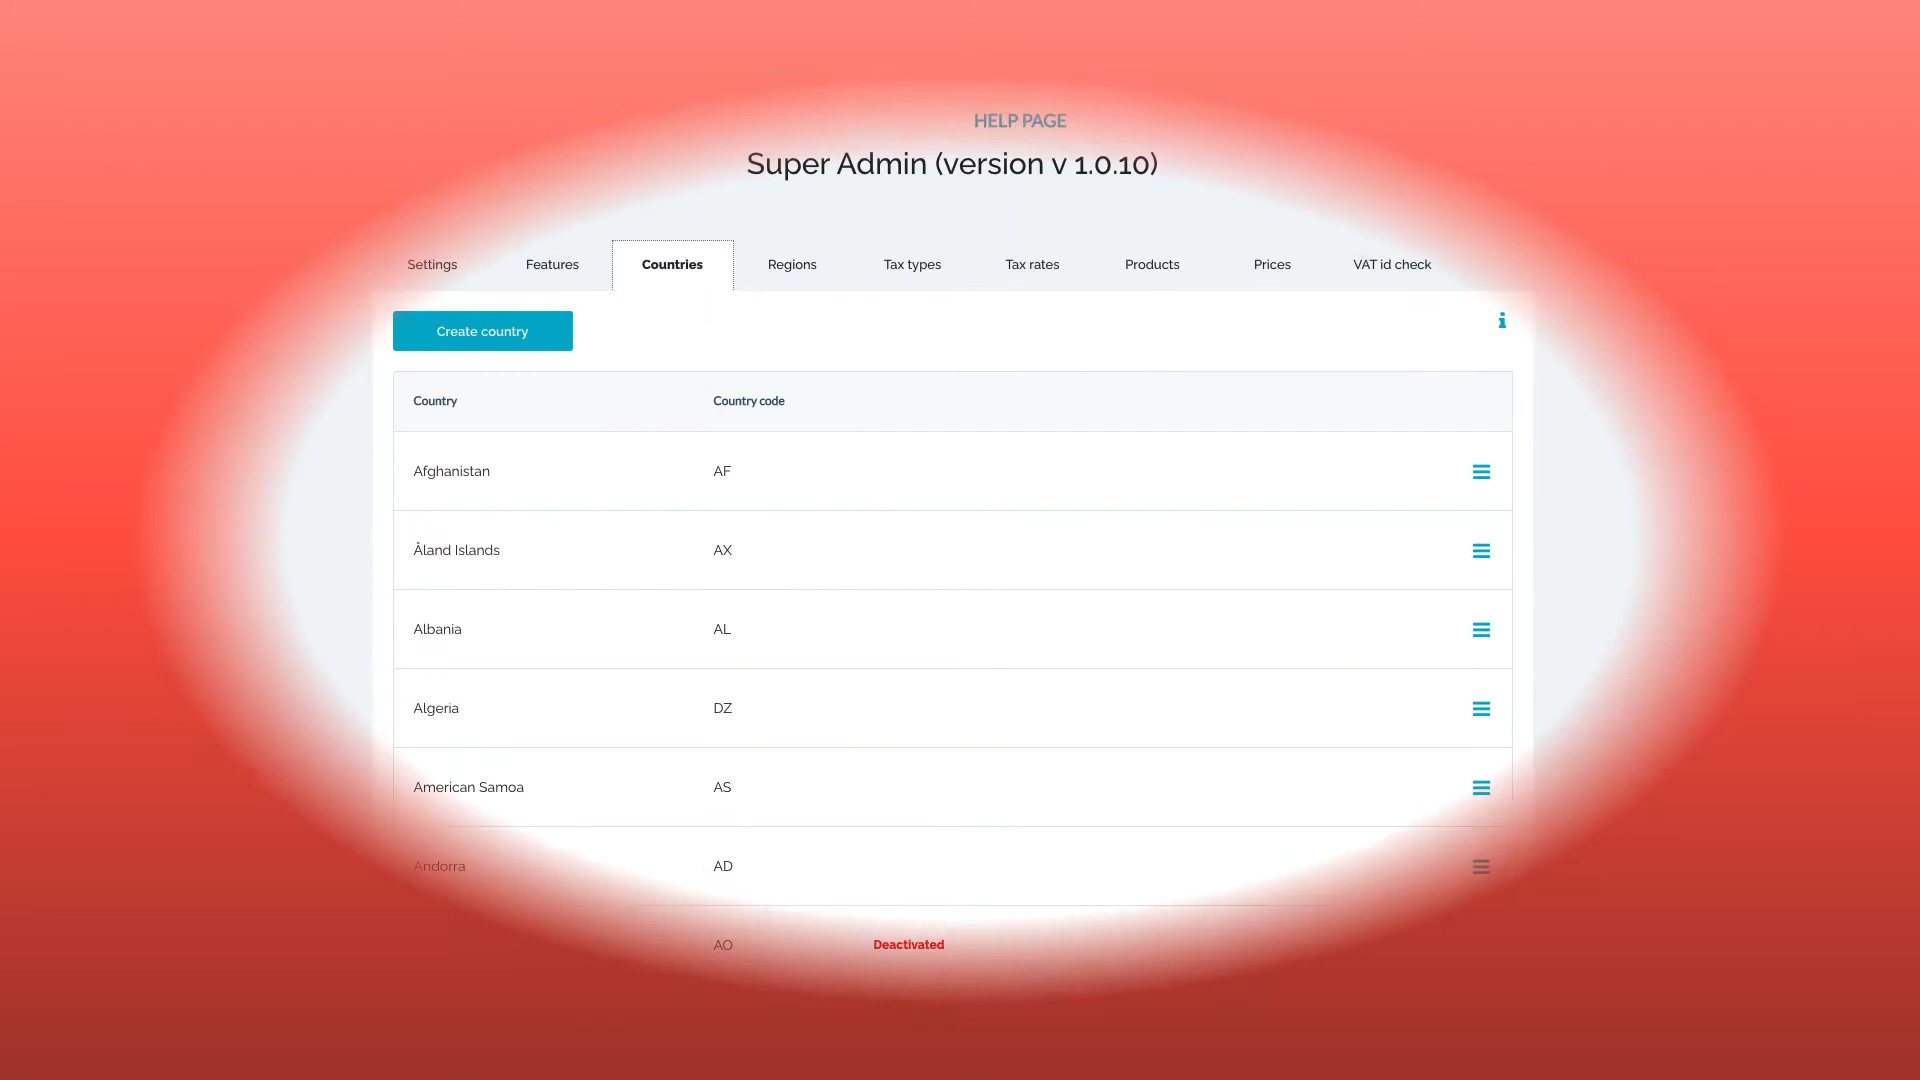 HELP PAGE
Super Admin (version v 1.0.10)
Settings Features Countries Regions Tax types Tax rates Products Prices VAT id check
Create country
Country Country code
Afghanistan AF
Åland Islands AX
Albania AL
Algeria DZ
American Samoa AS
Andorra AD
AO Deactivated